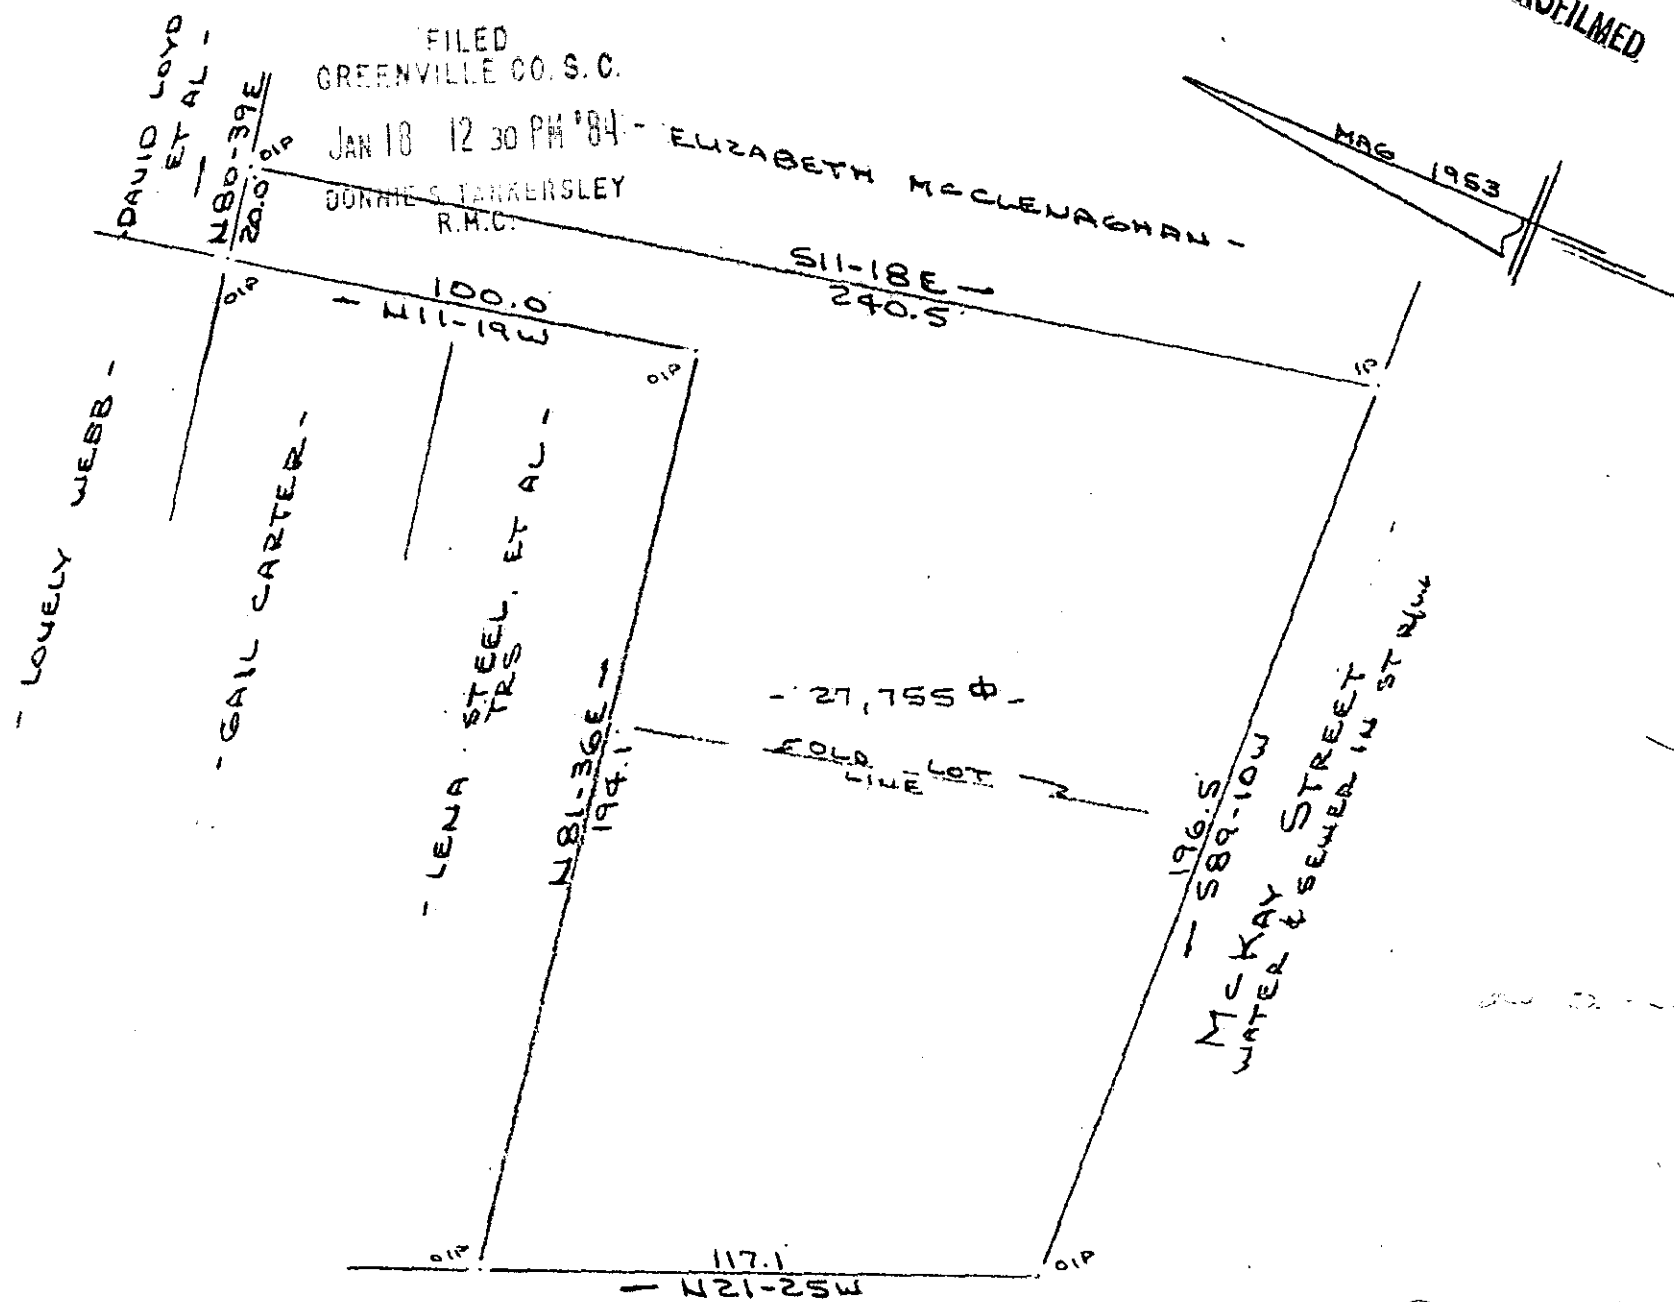 FILED
GREENVILLE CO. S. C.
JAN 18 12 30 PM '84
DONNIE S. TANKERSLEY
R.M.C.
- DAVID LOYD
ET AL -
N80-39E
20.0
OIP
OIP
- ELIZABETH McCLENAGHAN -
MAG 1953
S11-18E
240.5
100.0
N11-19W
OIP
IP
- LOVELY WEBB -
- GAIL CARTER -
- LENA STEEL, ET AL -
TRS
N81-36E
194.1
- 27,755 ⌽ -
OLD LOT
LINE
196.5
S89-10W
McKAY STREET
WATER & SEWER IN ST R/W
OIP
117.1
N21-25W
OIP